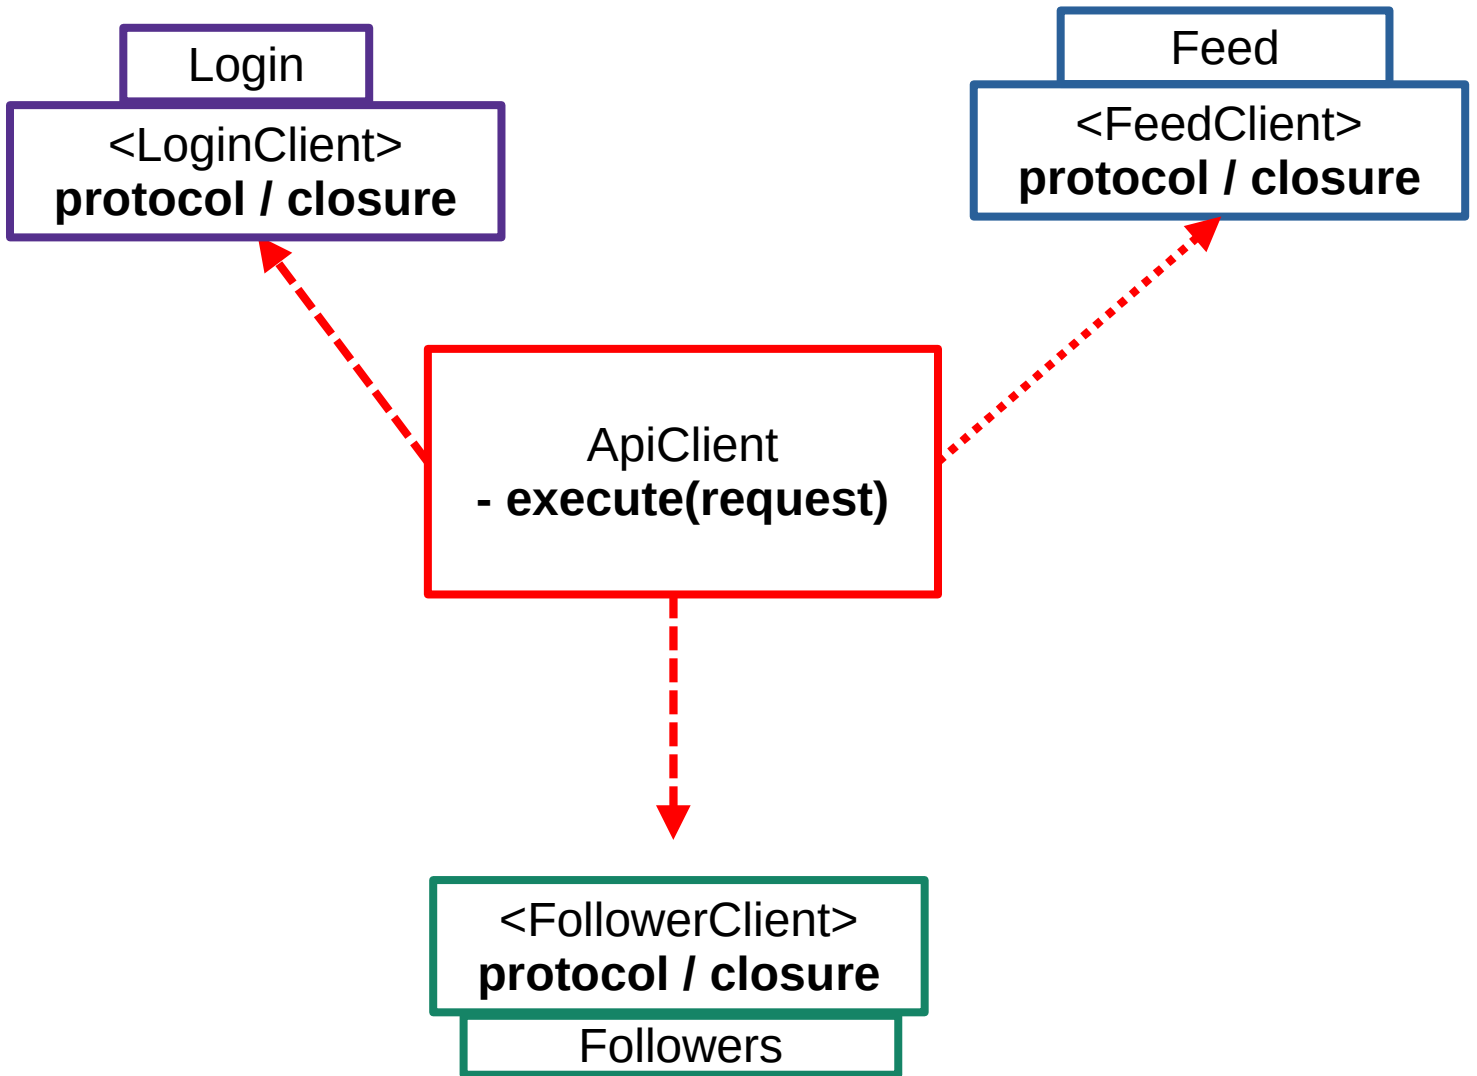 Login
<LoginClient>
protocol / closure
Feed
<FeedClient>
protocol / closure
ApiClient
- execute(request)
<FollowerClient>
protocol / closure
Followers